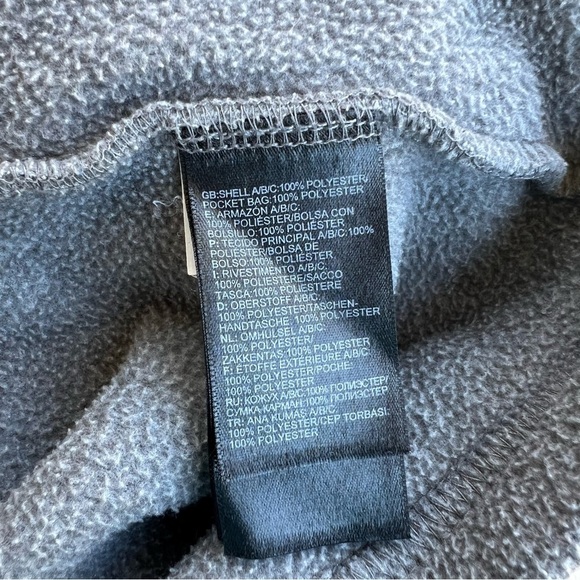 GB:SHELL A/B/C:100% POLYESTER/
POCKET BAG:100% POLYESTER
E: ARMAZÓN A/B/C:
100% POLIÉSTER/BOLSA CON
BOLSILLO:100% POLIÉSTER
P: TECIDO PRINCIPAL A/B/C:100%
POLIÉSTER/BOLSA DE
BOLSO:100% POLIÉSTER
I: RIVESTIMENTO A/B/C:
100% POLIESTERE/SACCO
TASCA:100% POLIESTERE
D: OBERSTOFF A/B/C:
100% POLYESTER/TASCHEN-
HANDTASCHE :100% POLYESTER
NL: OMHULSEL A/B/C:
100% POLYESTER/
ZAKKENTAS:100% POLYESTER
F: ÉTOFFE EXTÉRIEURE A/B/C:
100% POLYESTER/POCHE:
100% POLYESTER
RU: КОЖУХ A/B/C:100% ПОЛИЭСТЕР/
СУМКА-КАРМАН:100% ПОЛИЭСТЕР
TR: ANA KUMAŞ A/B/C:
100% POLYESTER/CEP TORBASI:
100% POLYESTER